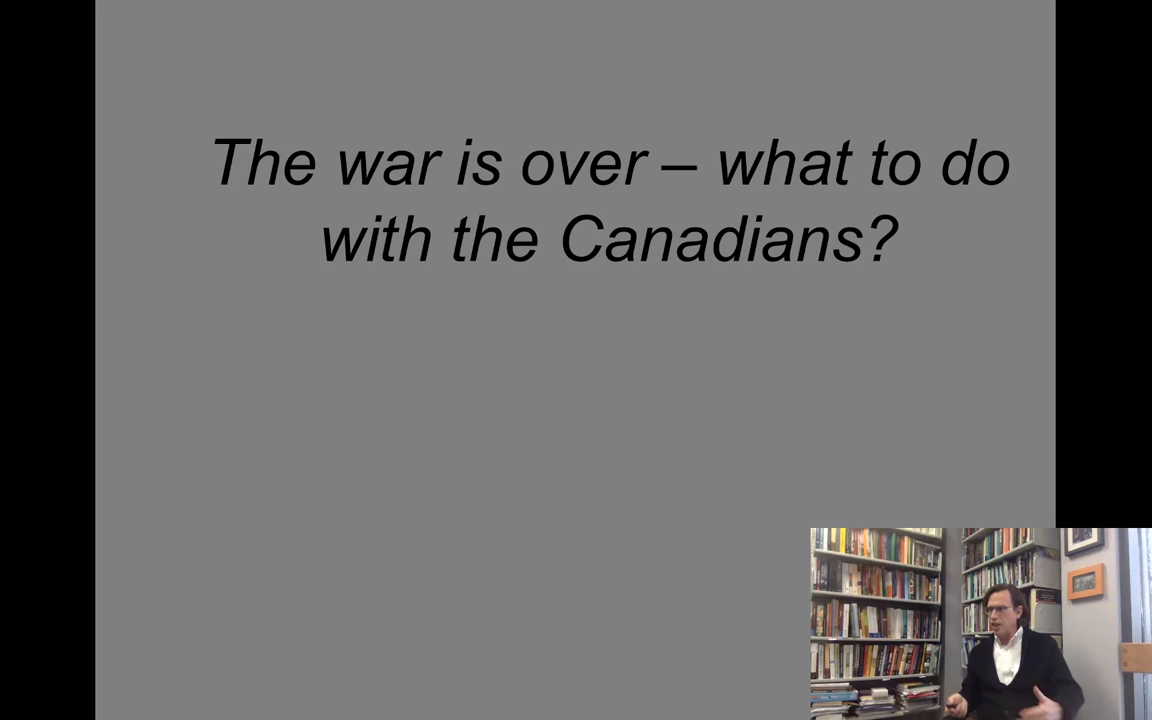 The war is over – what to do
with the Canadians?